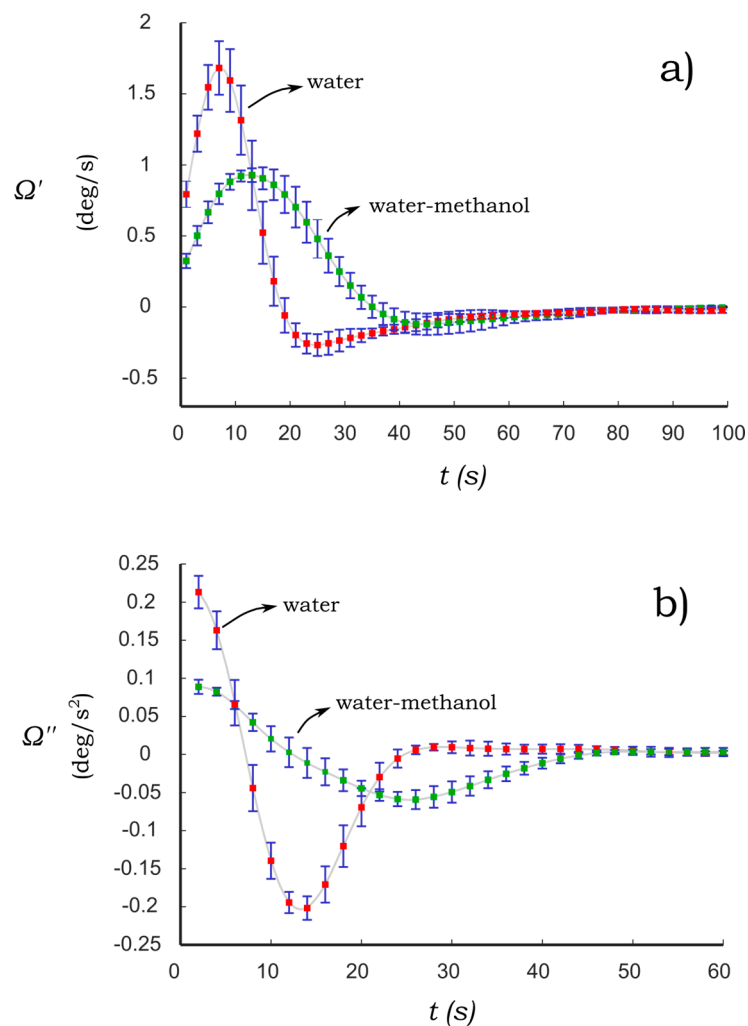 2
a)
water
1.5
Ω′ (deg/s)
1
water-methanol
0.5
0
-0.5
0 10 20 30 40 50 60 70 80 90 100
t (s)
0.25
b)
0.2
water
0.15
0.1
water-methanol
0.05
Ω″ (deg/s²)
0
-0.05
-0.1
-0.15
-0.2
-0.25
0 10 20 30 40 50 60
t (s)